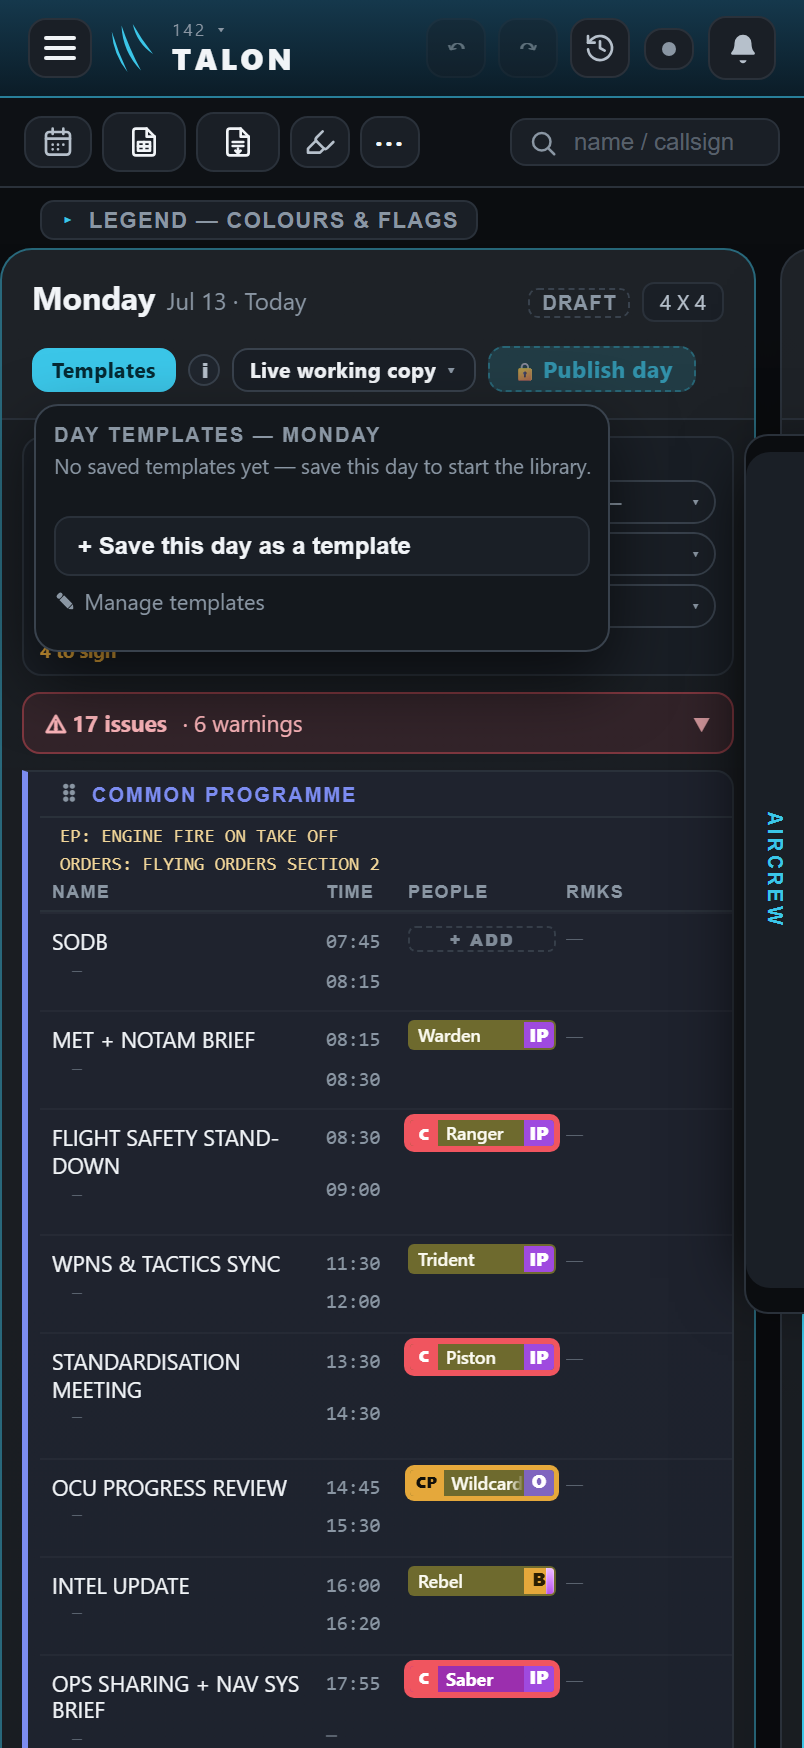 142
TALON
name / callsign
LEGEND — COLOURS & FLAGS
Monday Jul 13 · Today
DRAFT
4 X 4
Templates
i
Live working copy
Publish day
DAY TEMPLATES — MONDAY
No saved templates yet — save this day to start the library.
+ Save this day as a template
Manage templates
4 to sign
17 issues · 6 warnings
AIRCREW
COMMON PROGRAMME
EP: ENGINE FIRE ON TAKE OFF
ORDERS: FLYING ORDERS SECTION 2
NAME TIME PEOPLE RMKS
SODB 07:45 + ADD —
— 08:15
MET + NOTAM BRIEF 08:15 Warden IP —
— 08:30
FLIGHT SAFETY STAND- 08:30 C Ranger IP —
DOWN
— 09:00
WPNS & TACTICS SYNC 11:30 Trident IP —
— 12:00
STANDARDISATION 13:30 C Piston IP —
MEETING
— 14:30
OCU PROGRESS REVIEW 14:45 CP Wildcard O —
— 15:30
INTEL UPDATE 16:00 Rebel B —
— 16:20
OPS SHARING + NAV SYS 17:55 C Saber IP —
BRIEF
— —